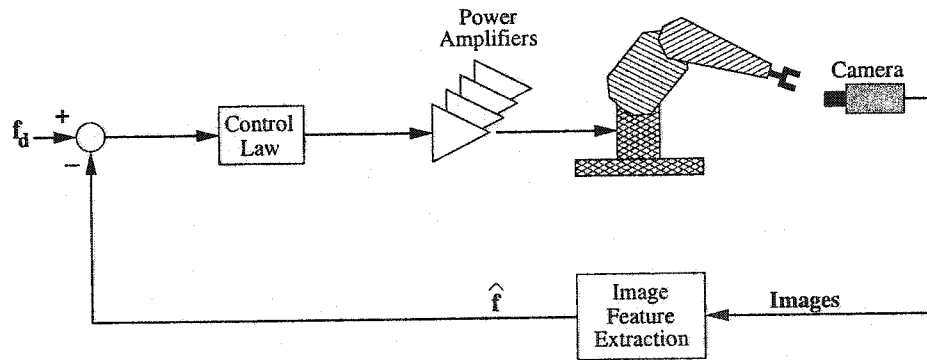 Power
Amplifiers
Camera
f_d
+
−
Control
Law
f̂
Image
Feature
Extraction
Images